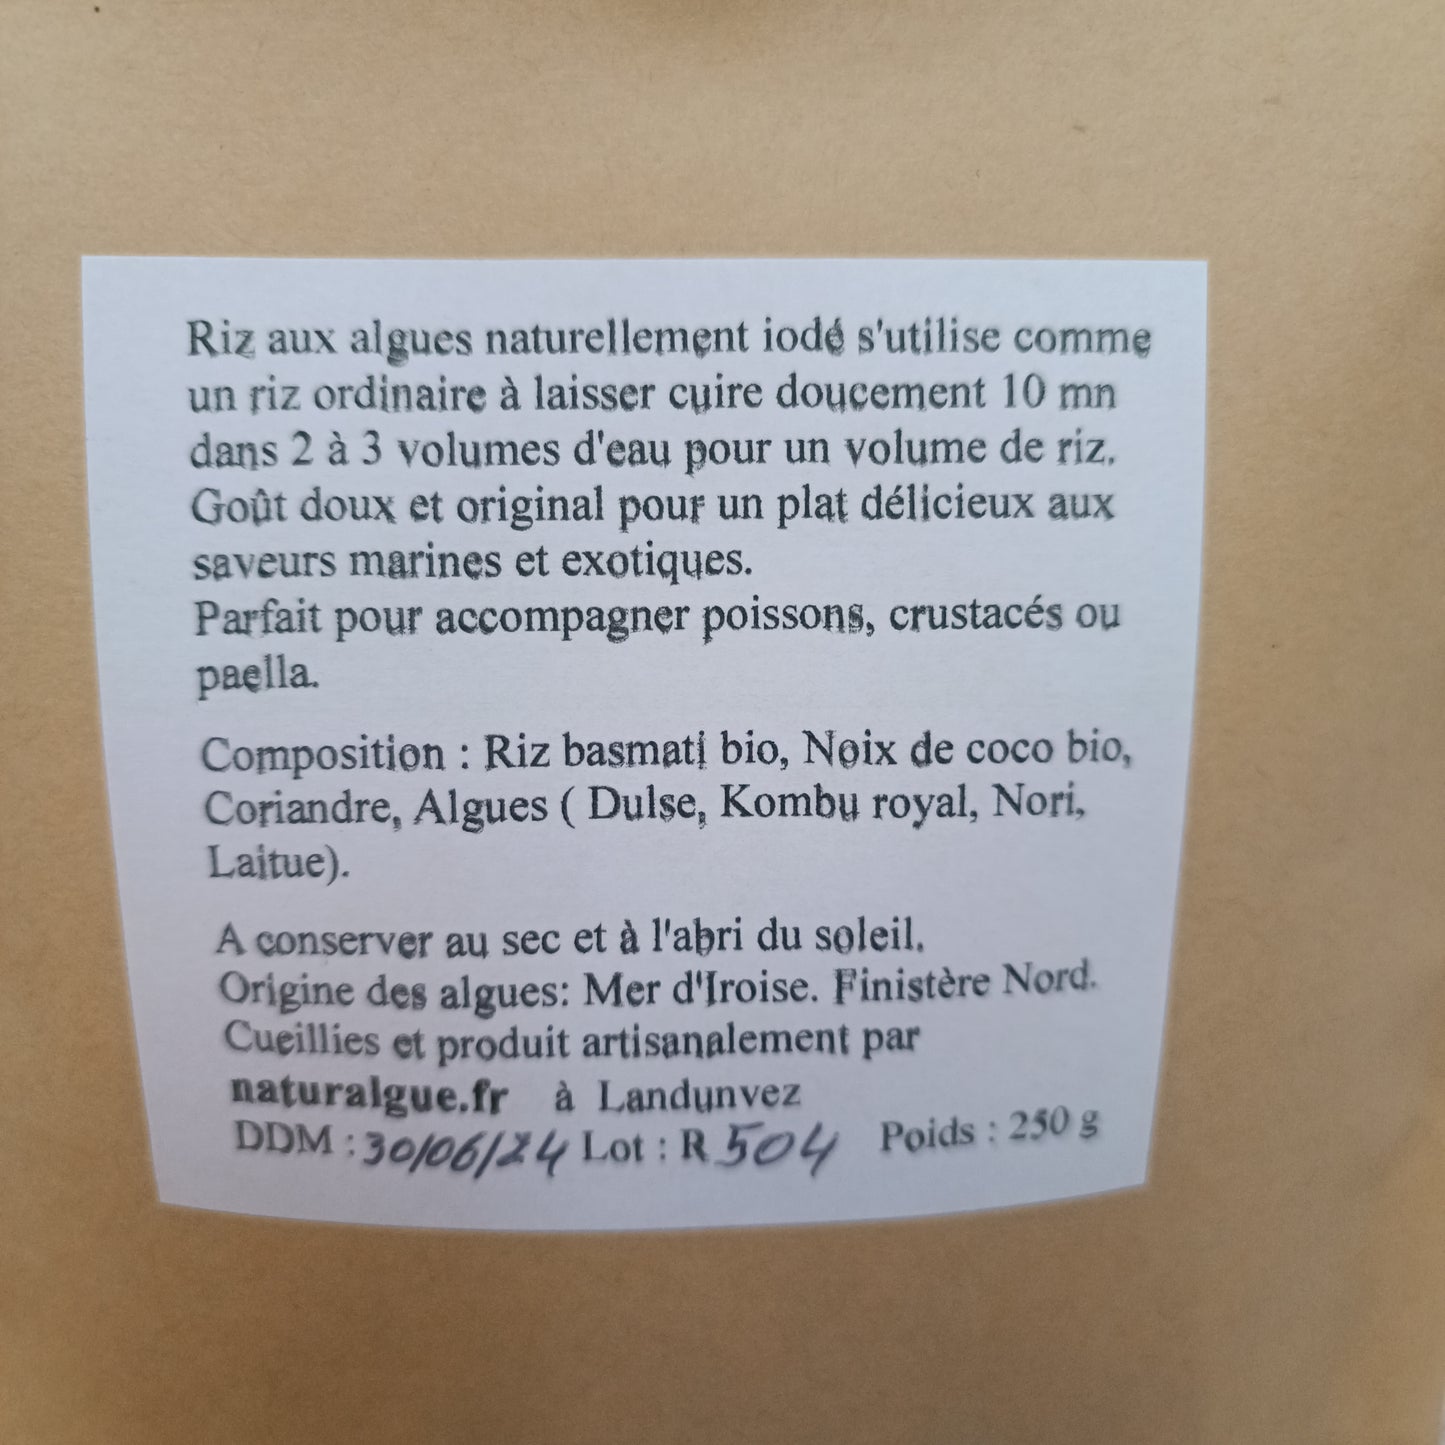 Riz aux algues naturellement iodé s'utilise comme
un riz ordinaire à laisser cuire doucement 10 mn
dans 2 à 3 volumes d'eau pour un volume de riz.
Goût doux et original pour un plat délicieux aux
saveurs marines et exotiques.
Parfait pour accompagner poissons, crustacés ou
paella.
Composition : Riz basmati bio, Noix de coco bio,
Coriandre, Algues ( Dulse, Kombu royal, Nori,
Laitue).
A conserver au sec et à l'abri du soleil.
Origine des algues: Mer d'Iroise. Finistère Nord.
Cueillies et produit artisanalement par
naturalgue.fr à Landunvez
DDM : 30/06/24 Lot : R 504 Poids : 250 g